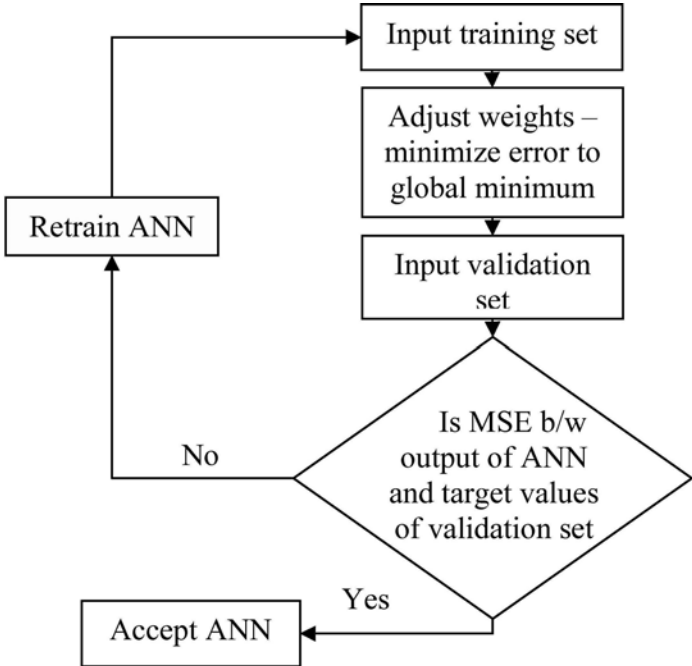 Input training set
Adjust weights –
minimize error to
global minimum
Retrain ANN
Input validation
set
Is MSE b/w
output of ANN
and target values
of validation set
No
Yes
Accept ANN